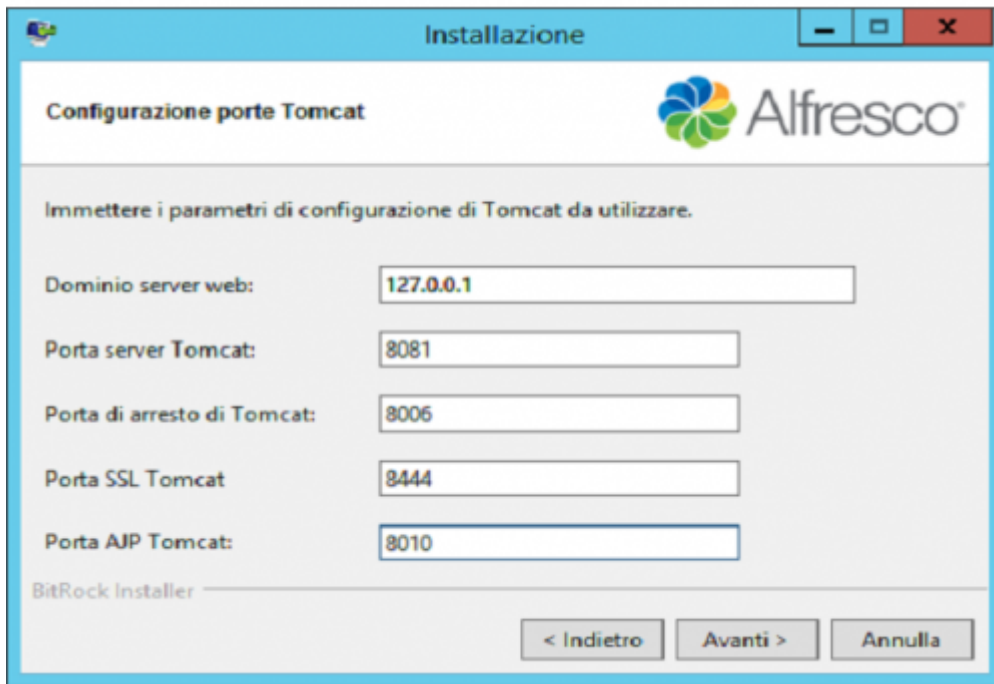 Installazione
Configurazione porte Tomcat
Alfresco
Immettere i parametri di configurazione di Tomcat da utilizzare.
Dominio server web: 127.0.0.1
Porta server Tomcat: 8081
Porta di arresto di Tomcat: 8006
Porta SSL Tomcat 8444
Porta AJP Tomcat: 8010
BitRock Installer
< Indietro Avanti > Annulla